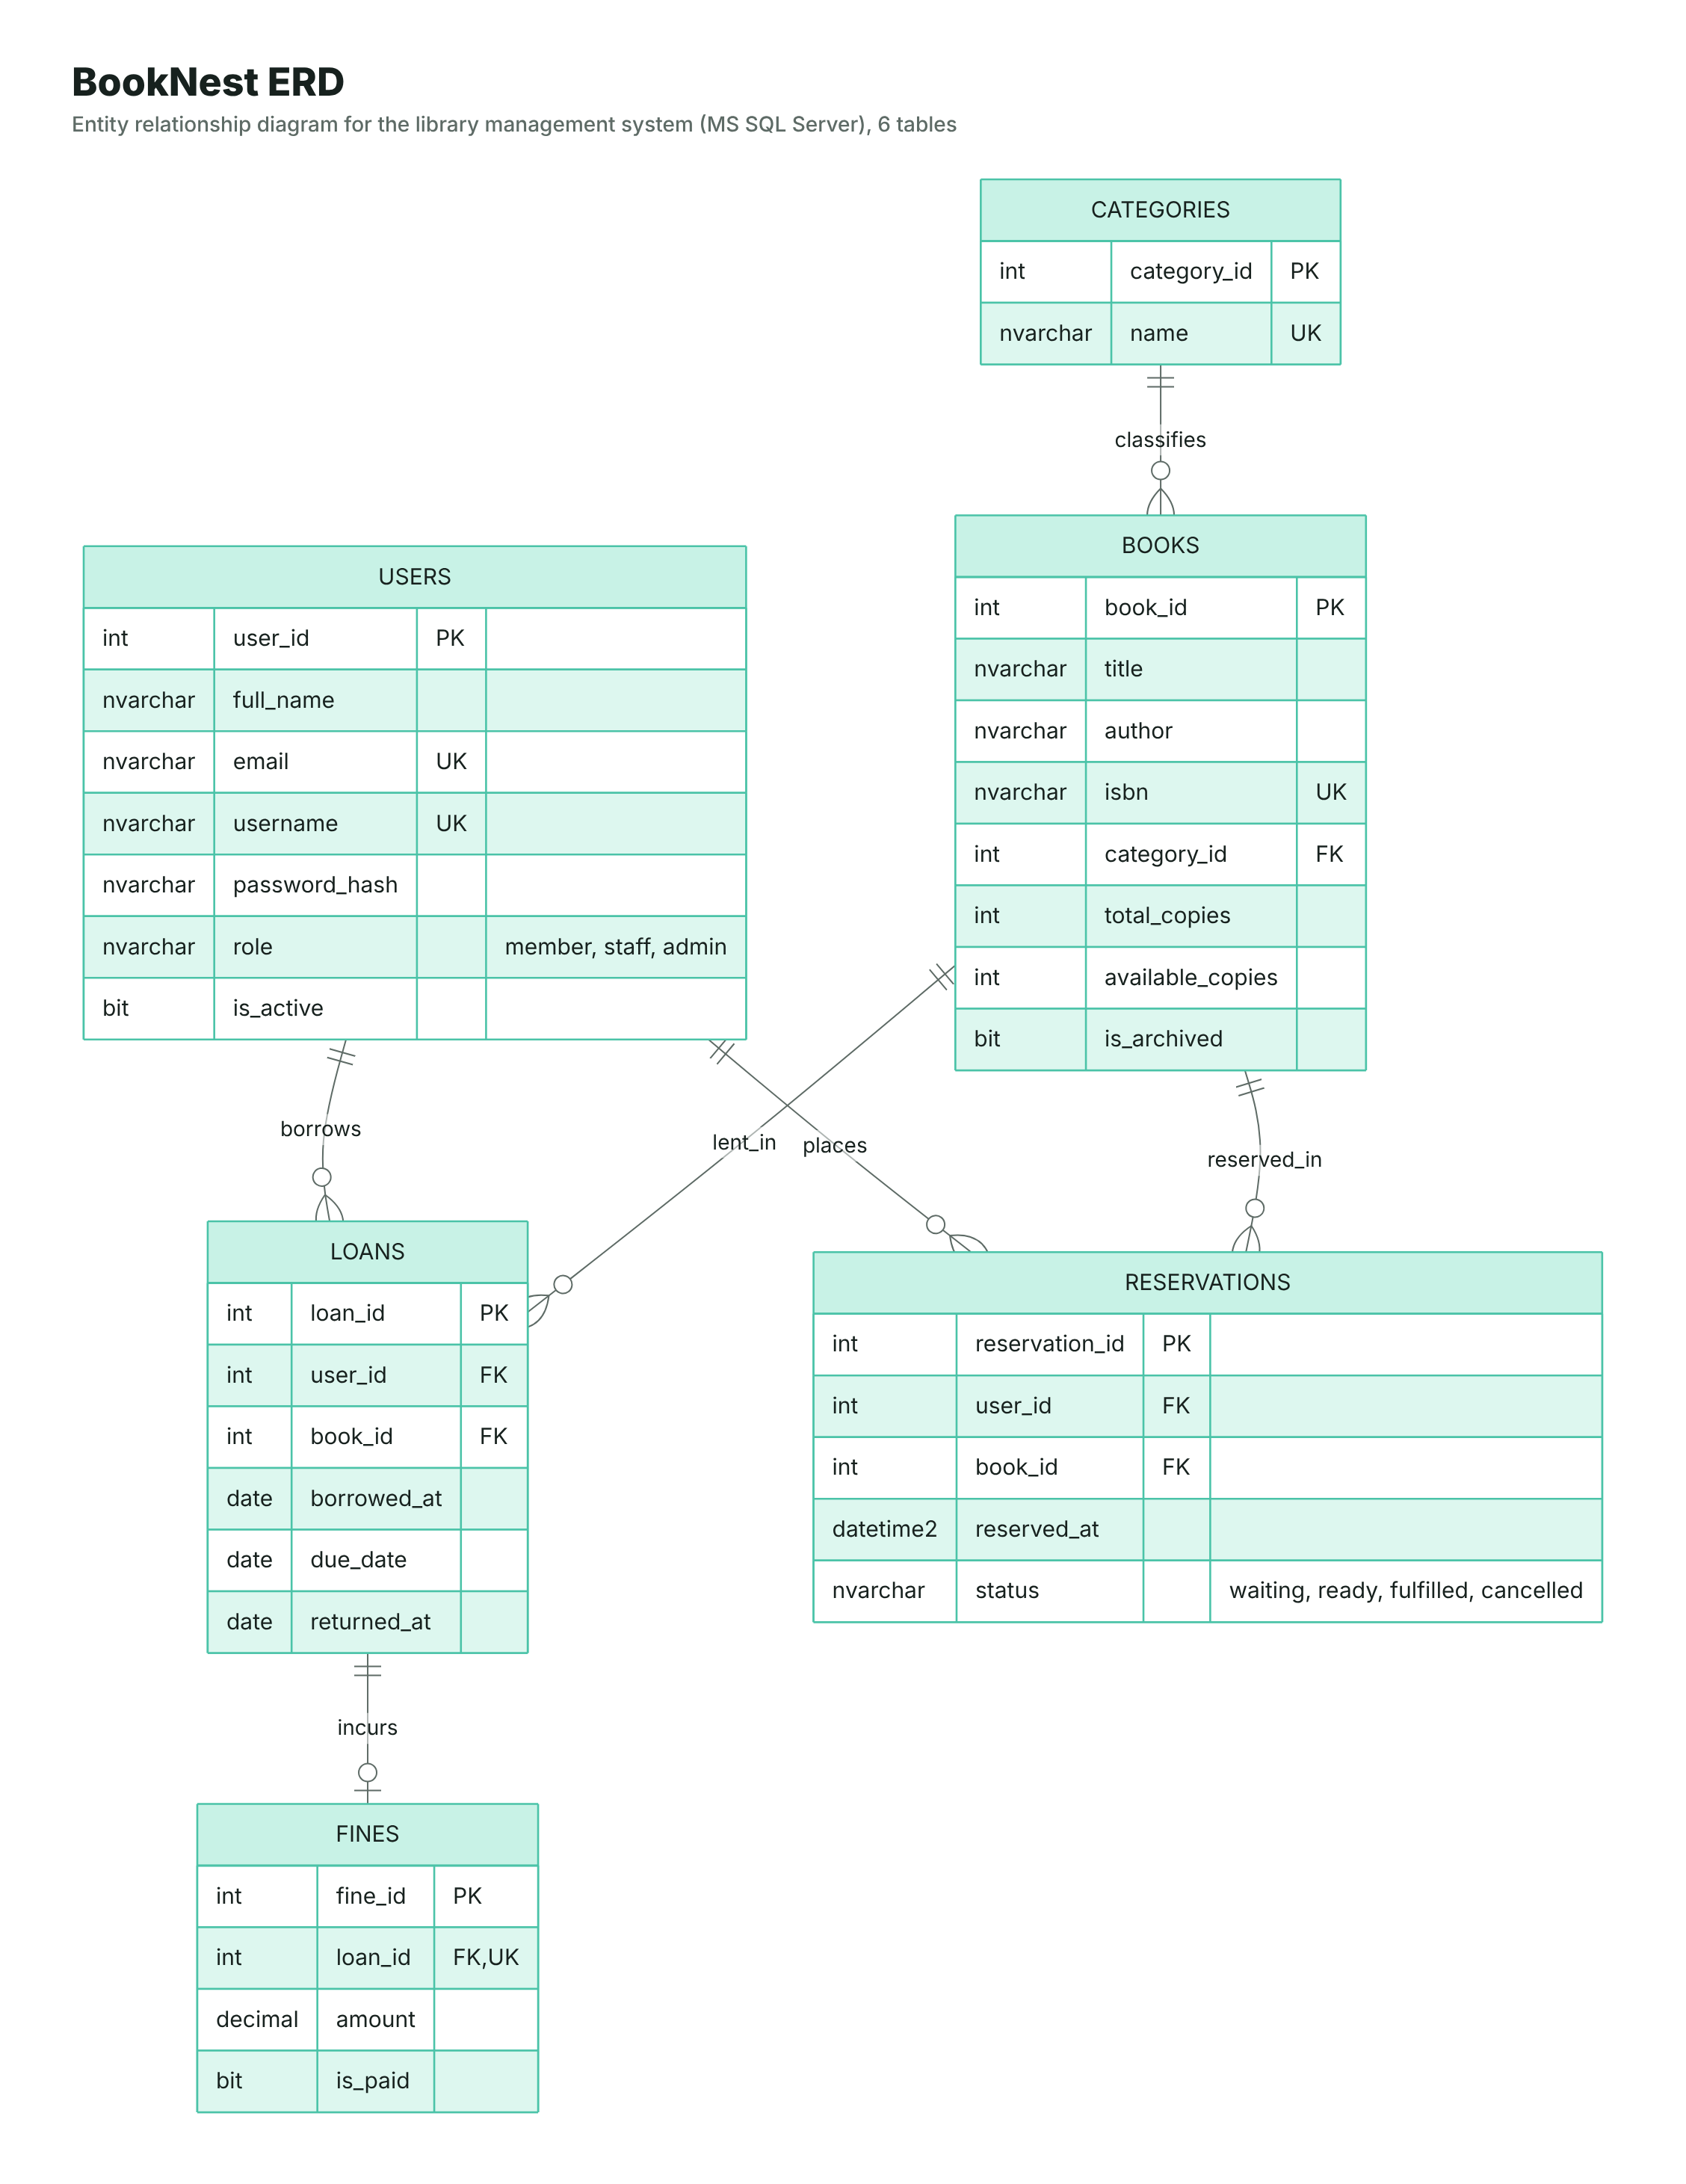 BookNest ERD
Entity relationship diagram for the library management system (MS SQL Server), 6 tables
CATEGORIES
int category_id PK
nvarchar name UK
classifies
BOOKS
int book_id PK
nvarchar title
nvarchar author
nvarchar isbn UK
int category_id FK
int total_copies
int available_copies
bit is_archived
USERS
int user_id PK
nvarchar full_name
nvarchar email UK
nvarchar username UK
nvarchar password_hash
nvarchar role member, staff, admin
bit is_active
borrows
lent_in
places
reserved_in
LOANS
int loan_id PK
int user_id FK
int book_id FK
date borrowed_at
date due_date
date returned_at
RESERVATIONS
int reservation_id PK
int user_id FK
int book_id FK
datetime2 reserved_at
nvarchar status waiting, ready, fulfilled, cancelled
incurs
FINES
int fine_id PK
int loan_id FK,UK
decimal amount
bit is_paid